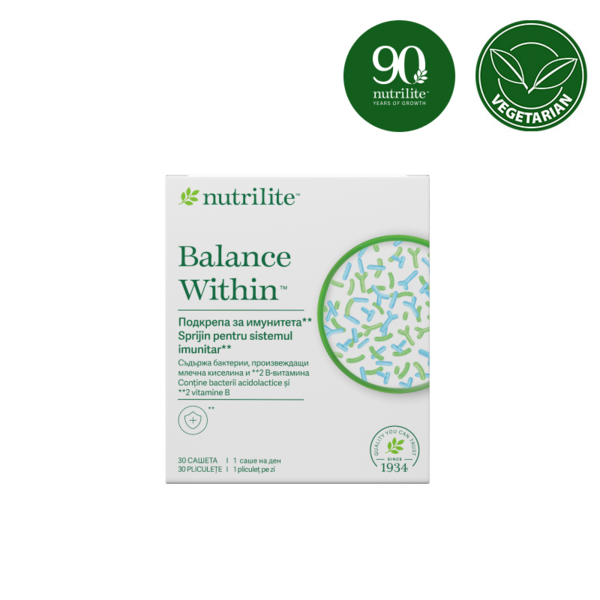 90
nutrilite™
YEARS OF GROWTH
VEGETARIAN
nutrilite™
Balance
Within™
Подкрепа за имунитета**
Sprijin pentru sistemul
imunitar**
Съдържа бактерии, произвеждащи
млечна киселина и **2 В-витамина
Conține bacterii acidolactice și
**2 vitamine B
**
30 САШЕТА | 1 саше на ден
30 PLICULEȚE | 1 pliculeț pe zi
QUALITY YOU CAN TRUST
SINCE
1934